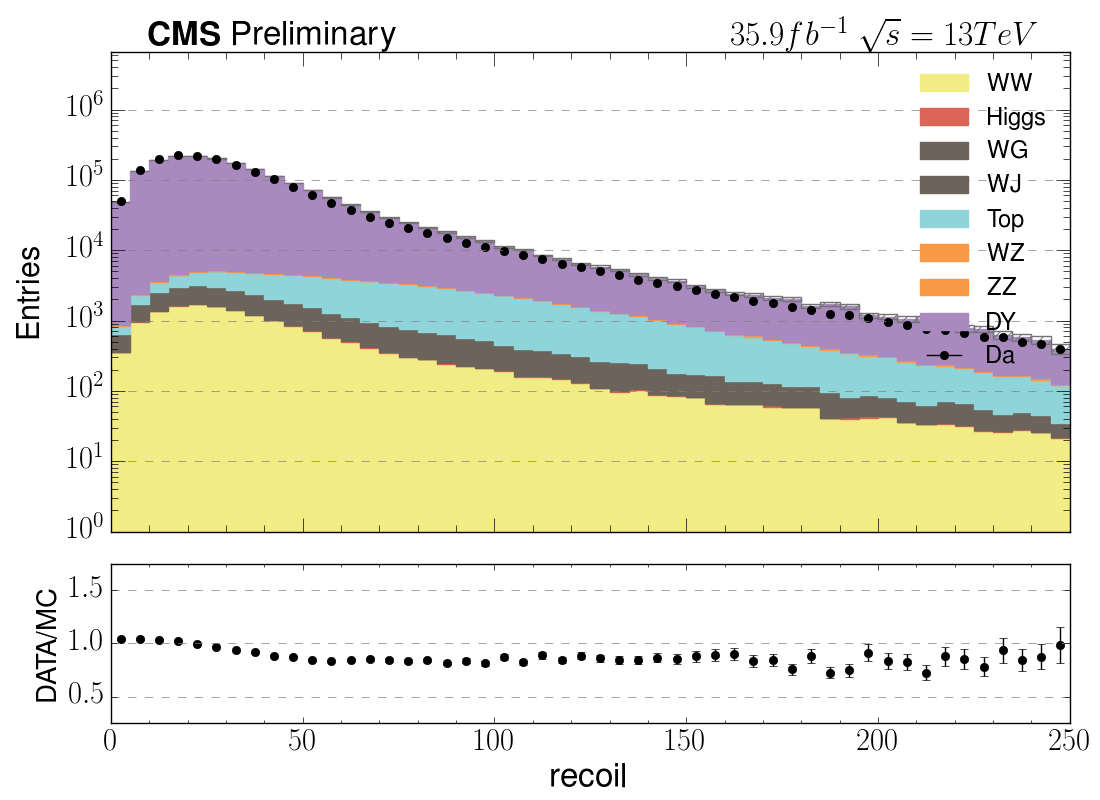 CMS Preliminary
35.9fb⁻¹ √s = 13TeV
WW
Higgs
WG
WJ
Top
WZ
ZZ
DY
Da
Entries
10⁶
10⁵
10⁴
10³
10²
10¹
10⁰
DATA/MC
1.5
1.0
0.5
0 50 100 150 200 250
recoil